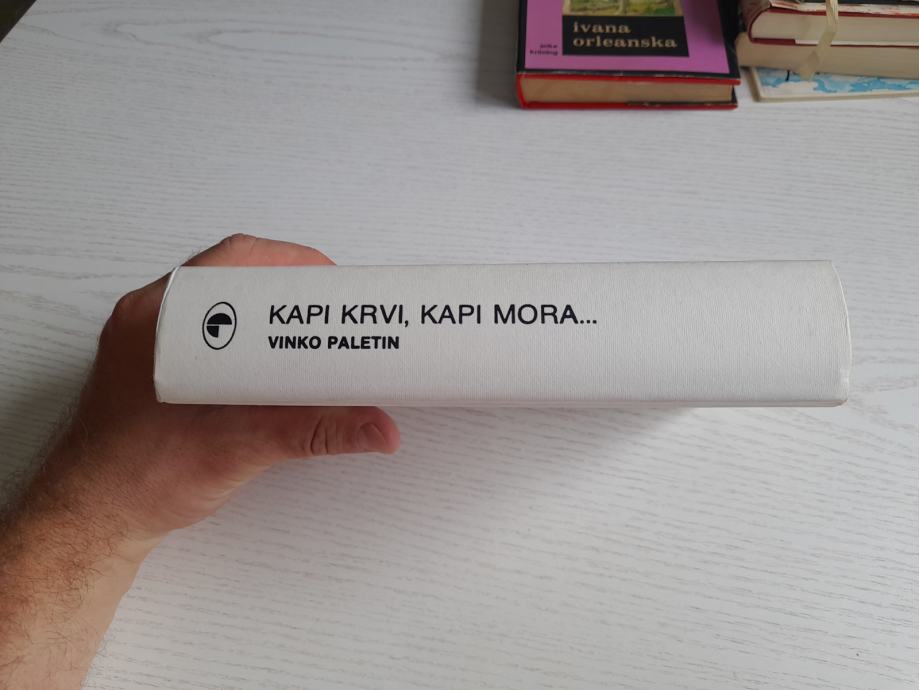 ivana
orleanska
KAPI KRVI, KAPI MORA...
VINKO PALETIN